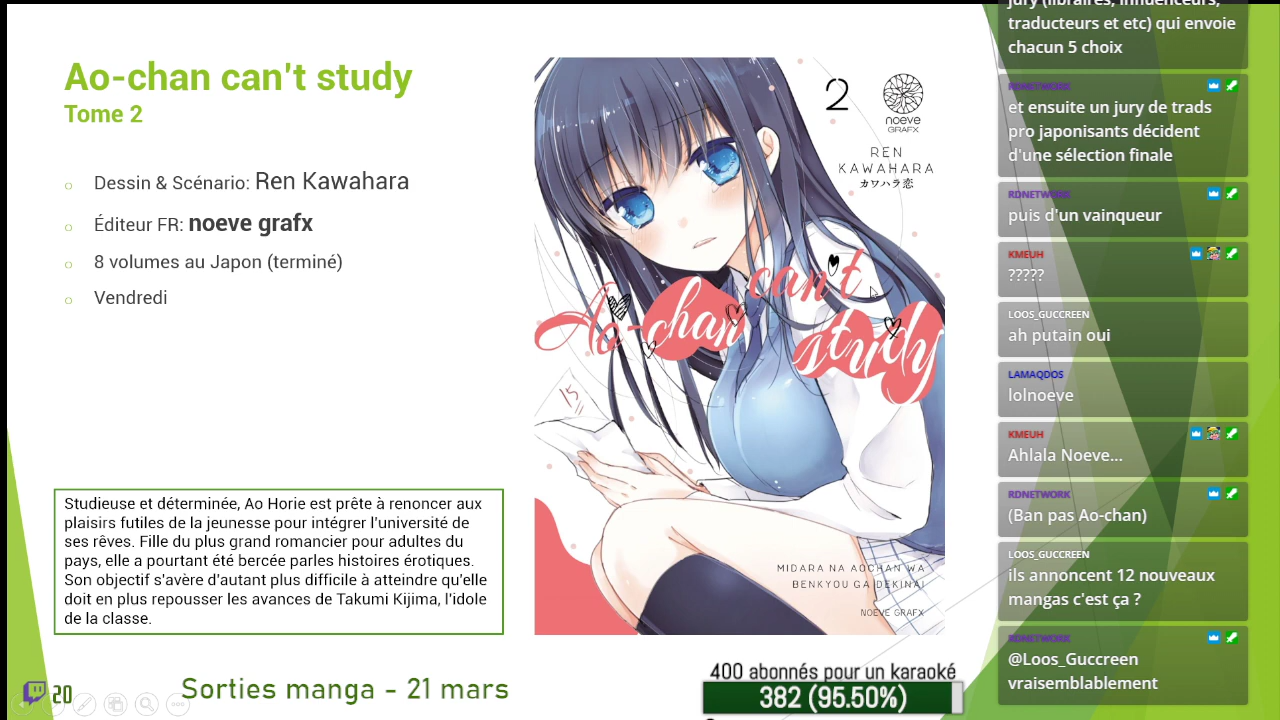 Ao-chan can't study
Tome 2
Dessin & Scénario: Ren Kawahara
Éditeur FR: noeve grafx
8 volumes au Japon (terminé)
Vendredi
Studieuse et déterminée, Ao Horie est prête à renoncer aux
plaisirs futiles de la jeunesse pour intégrer l'université de
ses rêves. Fille du plus grand romancier pour adultes du
pays, elle a pourtant été bercée parles histoires érotiques.
Son objectif s'avère d'autant plus difficile à atteindre qu'elle
doit en plus repousser les avances de Takumi Kijima, l'idole
de la classe.
2
noeve
GRAFX
REN
KAWAHARA
カワハラ恋
Ao-chan can't
study
15
MIDARA NA AOCHAN WA
BENKYOU GA DEKINAI
NOEVE GRAFX
20
Sorties manga - 21 mars
400 abonnés pour un karaoké
382 (95.50%)
jury (libraires, influenceurs,
traducteurs et etc) qui envoie
chacun 5 choix
RDNETWORK
et ensuite un jury de trads
pro japonisants décident
d'une sélection finale
RDNETWORK
puis d'un vainqueur
KMEUH
?????
LOOS_GUCCREEN
ah putain oui
LAMAQDOS
lolnoeve
KMEUH
Ahlala Noeve...
RDNETWORK
(Ban pas Ao-chan)
LOOS_GUCCREEN
ils annoncent 12 nouveaux
mangas c'est ça ?
RDNETWORK
@Loos_Guccreen
vraisemblablement